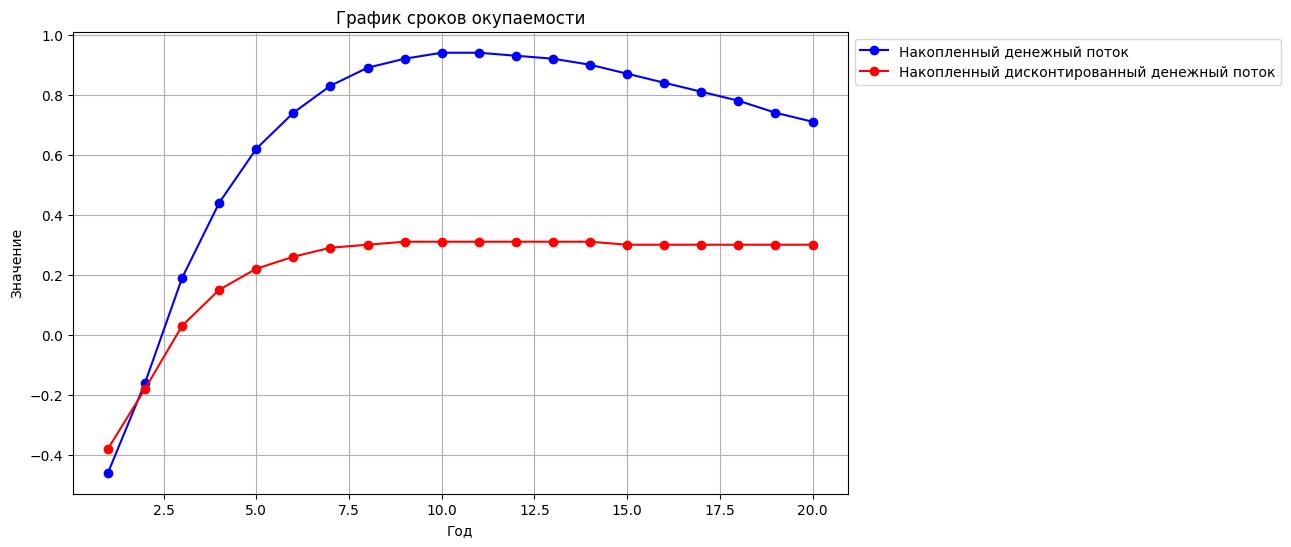 График сроков окупаемости
Накопленный денежный поток
Накопленный дисконтированный денежный поток
1.0
0.8
0.6
0.4
0.2
0.0
−0.2
−0.4
Значение
2.5 5.0 7.5 10.0 12.5 15.0 17.5 20.0
Год